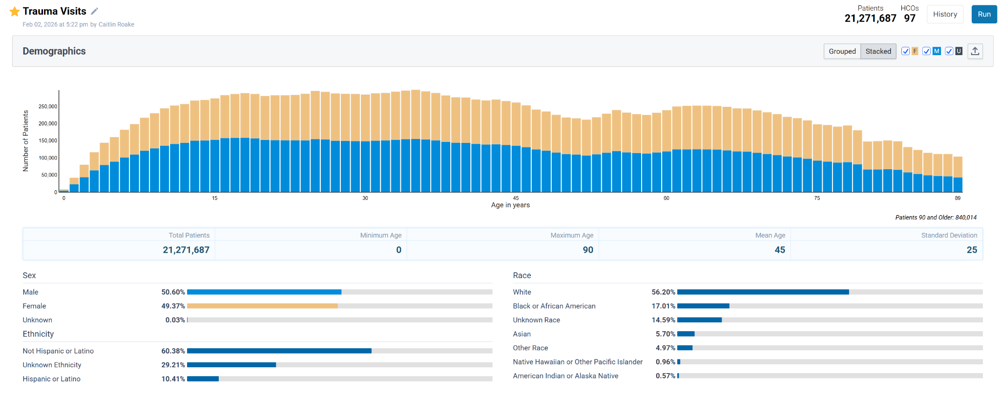 Trauma Visits
Feb 02, 2026 at 5:22 pm by Caitlin Roake
Patients HCOs
21,271,687 97
History
Run
Demographics
Grouped Stacked F M U
Number of Patients
250,000
200,000
150,000
100,000
50,000
0
0 15 30 45 60 75 89
Age in years
Patients 90 and Older: 840,014
Total Patients Minimum Age Maximum Age Mean Age Standard Deviation
21,271,687 0 90 45 25
Sex
Male 50.60%
Female 49.37%
Unknown 0.03%
Ethnicity
Not Hispanic or Latino 60.38%
Unknown Ethnicity 29.21%
Hispanic or Latino 10.41%
Race
White 56.20%
Black or African American 17.01%
Unknown Race 14.59%
Asian 5.70%
Other Race 4.97%
Native Hawaiian or Other Pacific Islander 0.96%
American Indian or Alaska Native 0.57%